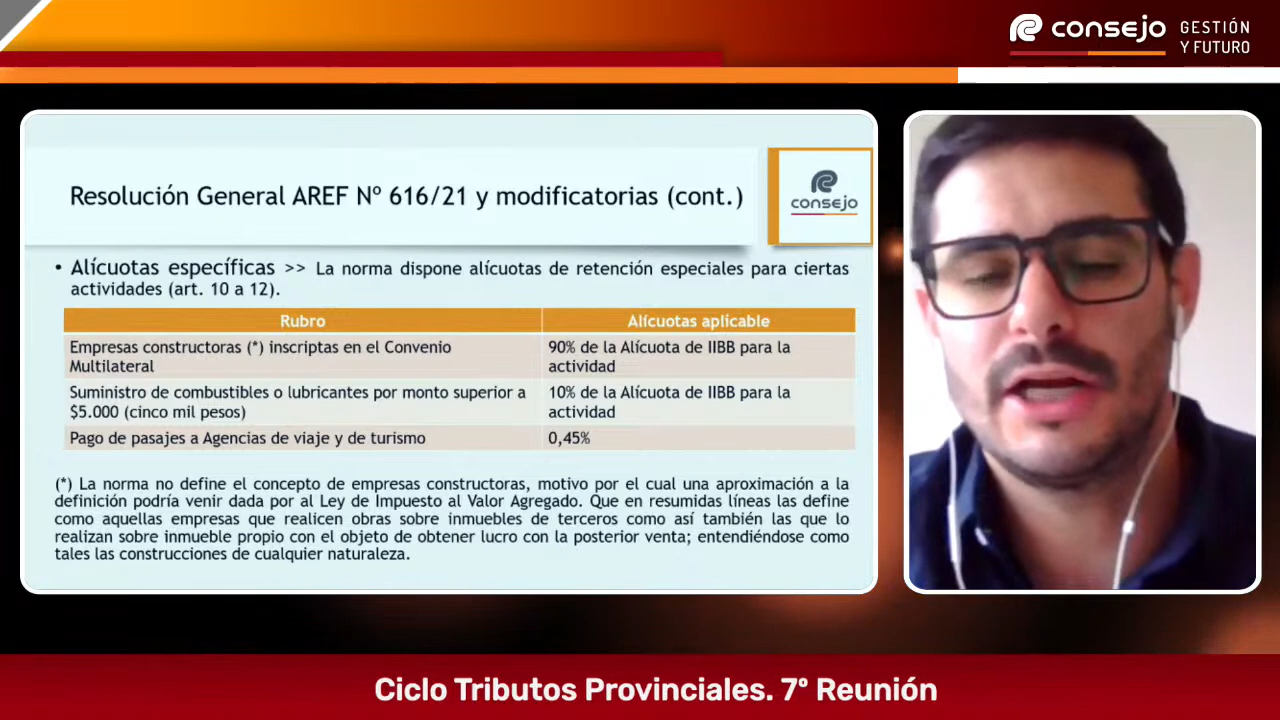 consejo
GESTIÓN
Y FUTURO
Resolución General AREF Nº 616/21 y modificatorias (cont.)
consejo
• Alícuotas específicas >> La norma dispone alícuotas de retención especiales para ciertas
actividades (art. 10 a 12).
Rubro
Alícuotas aplicable
Empresas constructoras (*) inscriptas en el Convenio
Multilateral
90% de la Alícuota de IIBB para la
actividad
Suministro de combustibles o lubricantes por monto superior a
$5.000 (cinco mil pesos)
10% de la Alícuota de IIBB para la
actividad
Pago de pasajes a Agencias de viaje y de turismo
0,45%
(*) La norma no define el concepto de empresas constructoras, motivo por el cual una aproximación a la
definición podría venir dada por al Ley de Impuesto al Valor Agregado. Que en resumidas líneas las define
como aquellas empresas que realicen obras sobre inmuebles de terceros como así también las que lo
realizan sobre inmueble propio con el objeto de obtener lucro con la posterior venta; entendiéndose como
tales las construcciones de cualquier naturaleza.
Ciclo Tributos Provinciales. 7º Reunión